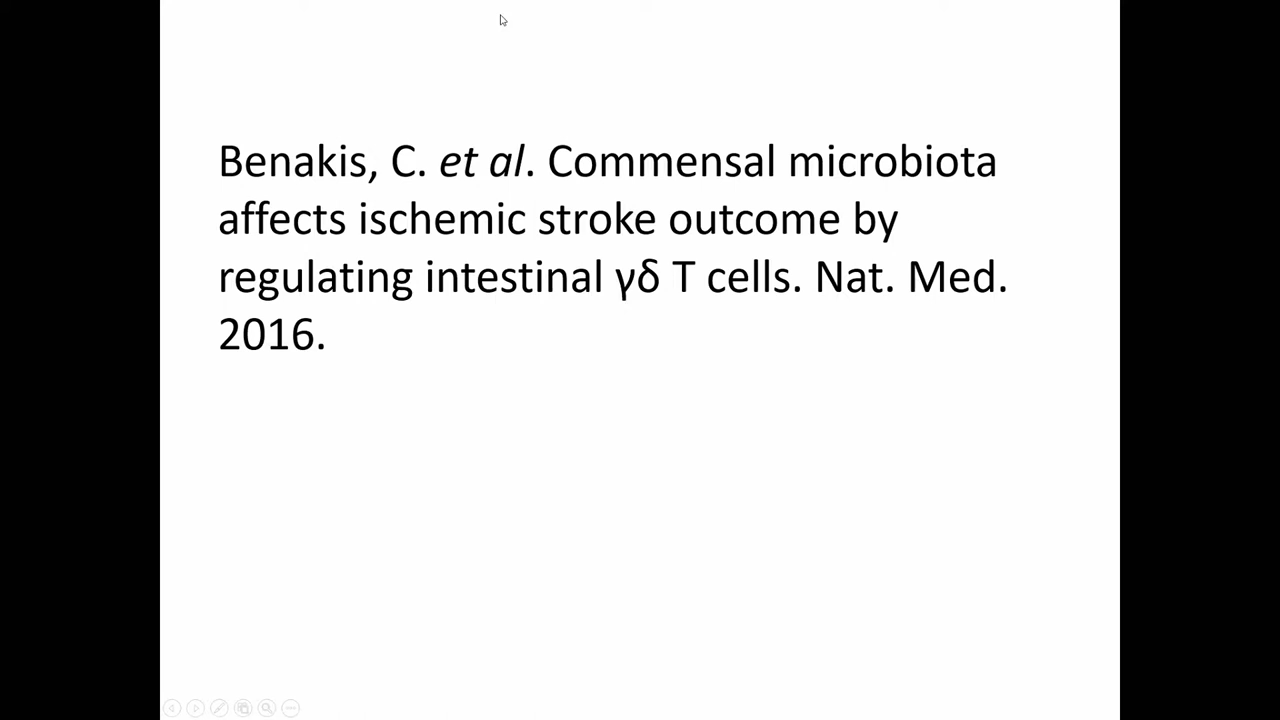 Benakis, C. et al. Commensal microbiota
affects ischemic stroke outcome by
regulating intestinal γδ T cells. Nat. Med.
2016.